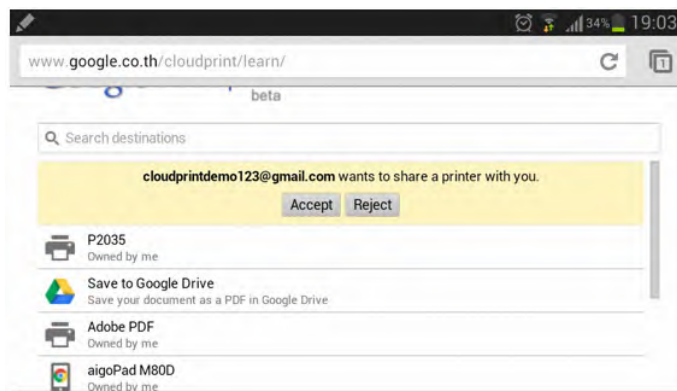 34% 19:03
www.google.co.th/cloudprint/learn/
1
beta
Search destinations
cloudprintdemo123@gmail.com wants to share a printer with you.
Accept Reject
P2035
Owned by me
Save to Google Drive
Save your document as a PDF in Google Drive
Adobe PDF
Owned by me
aigoPad M80D
Owned by me